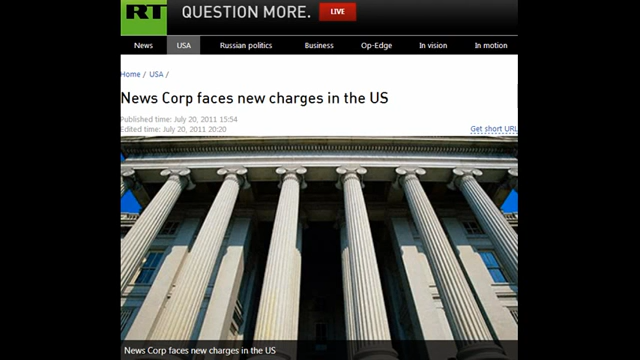 RT QUESTION MORE. LIVE
News USA Russian politics Business Op-Edge In vision In motion
Home / USA /
News Corp faces new charges in the US
Published time: July 20, 2011 15:54
Edited time: July 20, 2011 20:20
Get short URL
News Corp faces new charges in the US